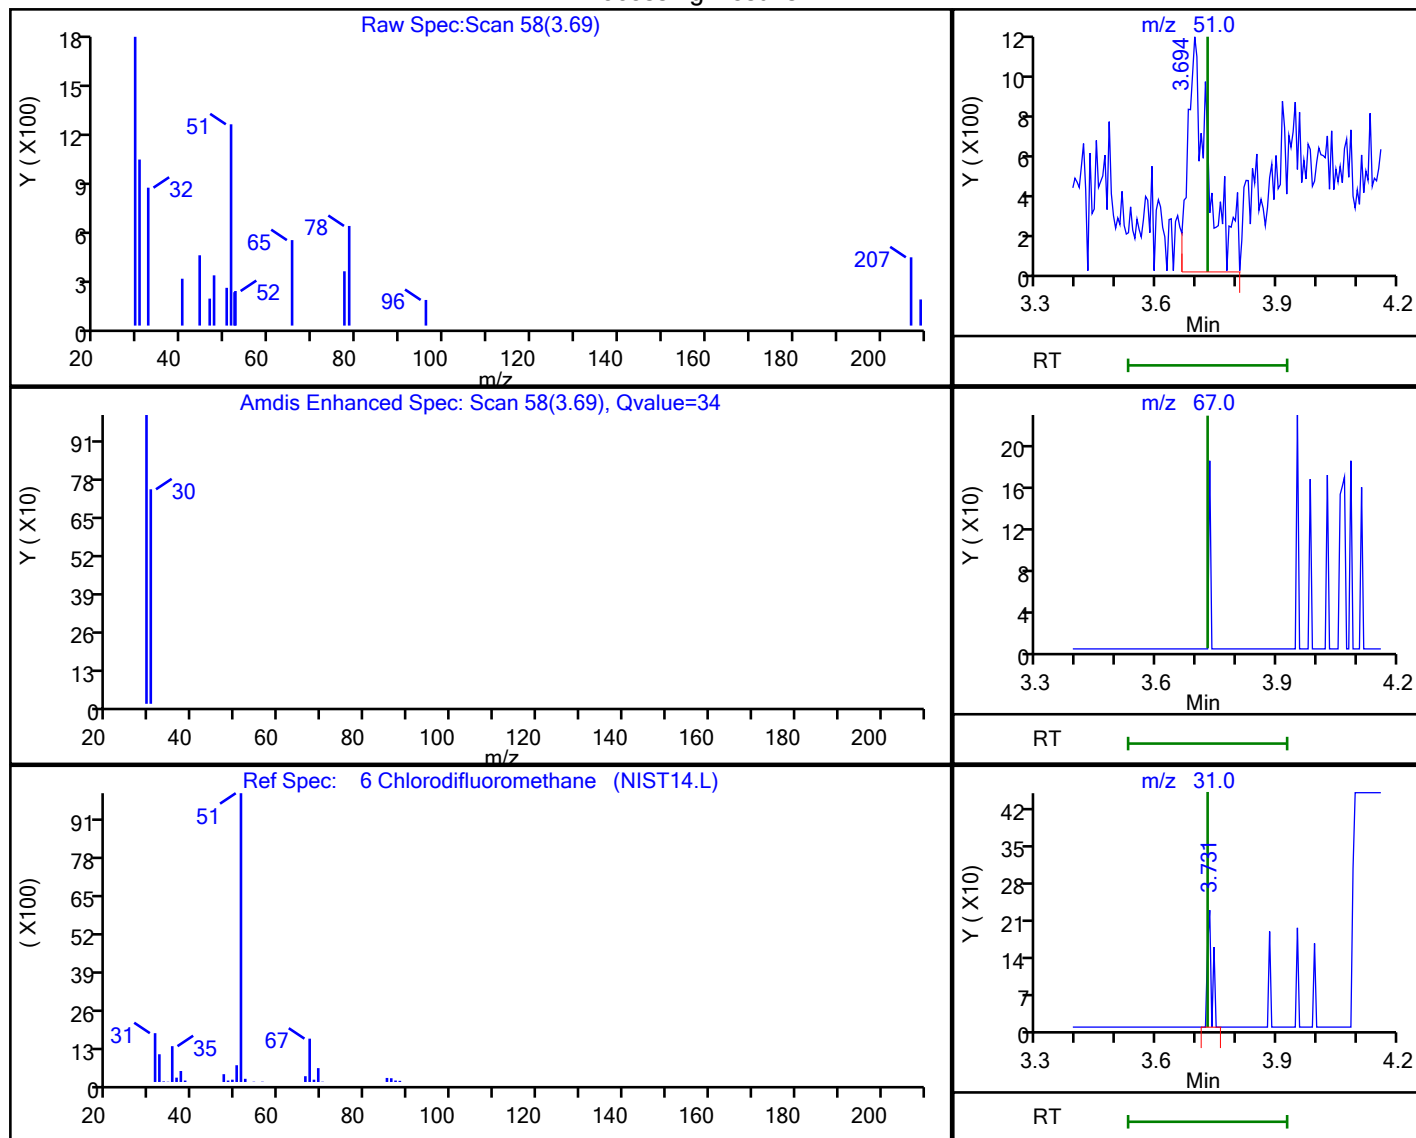 Raw Spec:Scan 58(3.69)
Y ( X100)
18
15
12
9
6
3
0
51
32
65
78
52
96
207
20 40 60 80 100 120 140 160 180 200
m/z
m/z 51.0
Y ( X100)
12
10
8
6
4
2
0
3.694
3.3 3.6 3.9 4.2
Min
RT
Amdis Enhanced Spec: Scan 58(3.69), Qvalue=34
Y ( X10)
91
78
65
52
39
26
13
0
30
20 40 60 80 100 120 140 160 180 200
m/z
m/z 67.0
Y ( X10)
20
16
12
8
4
0
3.3 3.6 3.9 4.2
Min
RT
Ref Spec: 6 Chlorodifluoromethane (NIST14.L)
( X100)
91
78
65
52
39
26
13
0
51
31
35
67
20 40 60 80 100 120 140 160 180 200
m/z 31.0
Y ( X10)
42
35
28
21
14
7
0
3.731
3.3 3.6 3.9 4.2
Min
RT